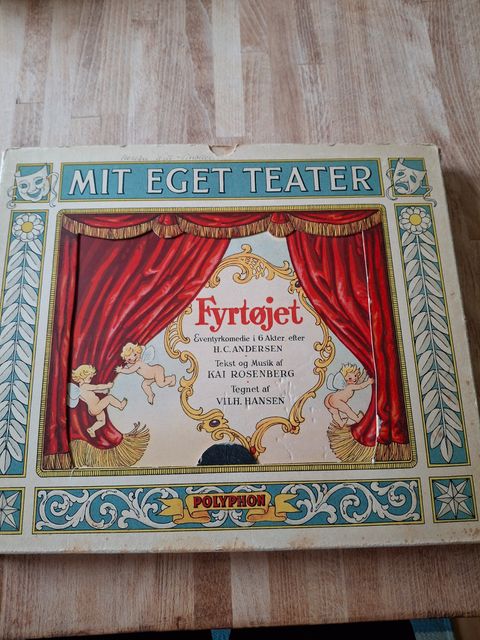 MIT EGET TEATER
Fyrtøjet
Eventyrkomedie i 6 Akter efter
H.C. ANDERSEN
Tekst og Musik af
KAI ROSENBERG
Tegnet af
VILH. HANSEN
POLYPHON